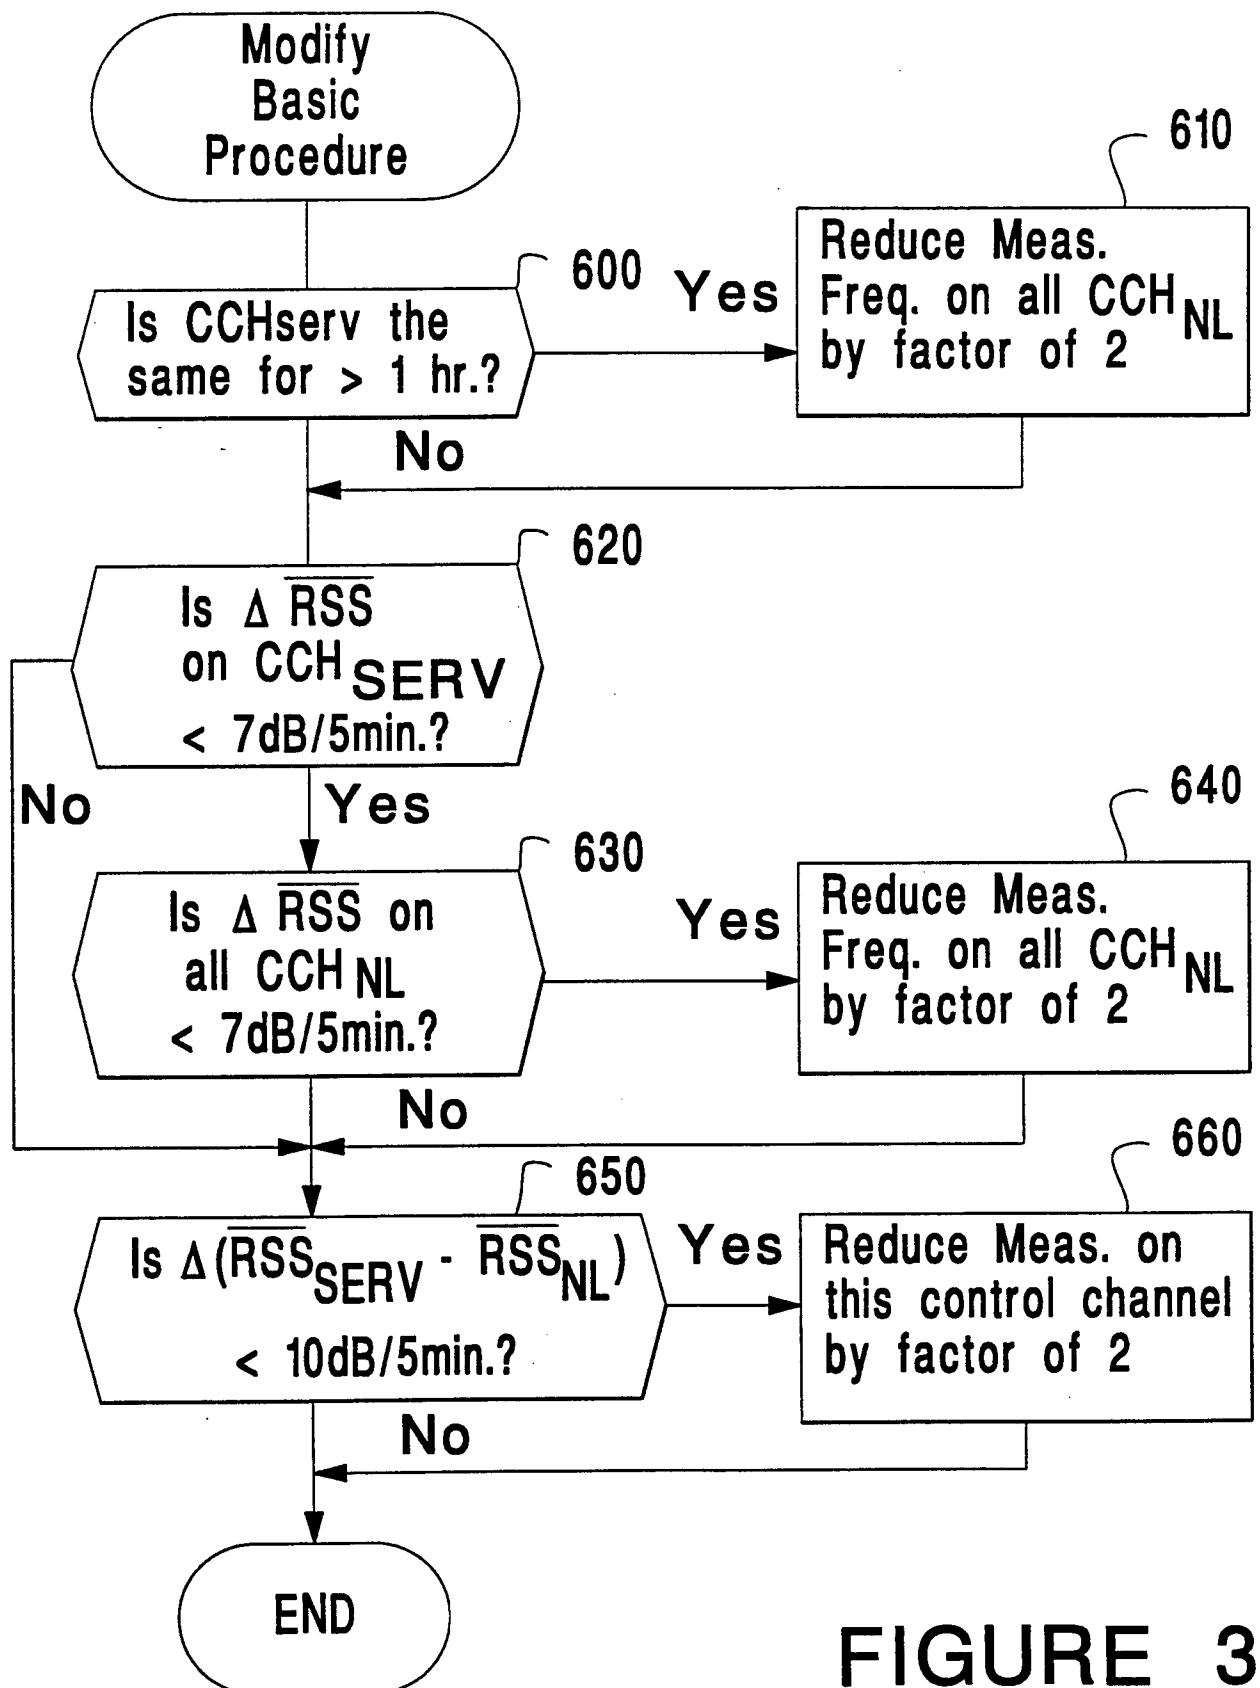 Modify
Basic
Procedure
610
Reduce Meas.
Freq. on all CCH NL
by factor of 2
600
Yes
Is CCHserv the
same for > 1 hr.?
No
620
Is Δ RSS
on CCH SERV
< 7dB/5min.?
No
Yes
640
630
Reduce Meas.
Freq. on all CCH NL
by factor of 2
Yes
Is Δ RSS on
all CCH NL
< 7dB/5min.?
No
660
650
Yes
Reduce Meas. on
this control channel
by factor of 2
Is Δ(RSS SERV - RSS NL)
< 10dB/5min.?
No
END
FIGURE 3